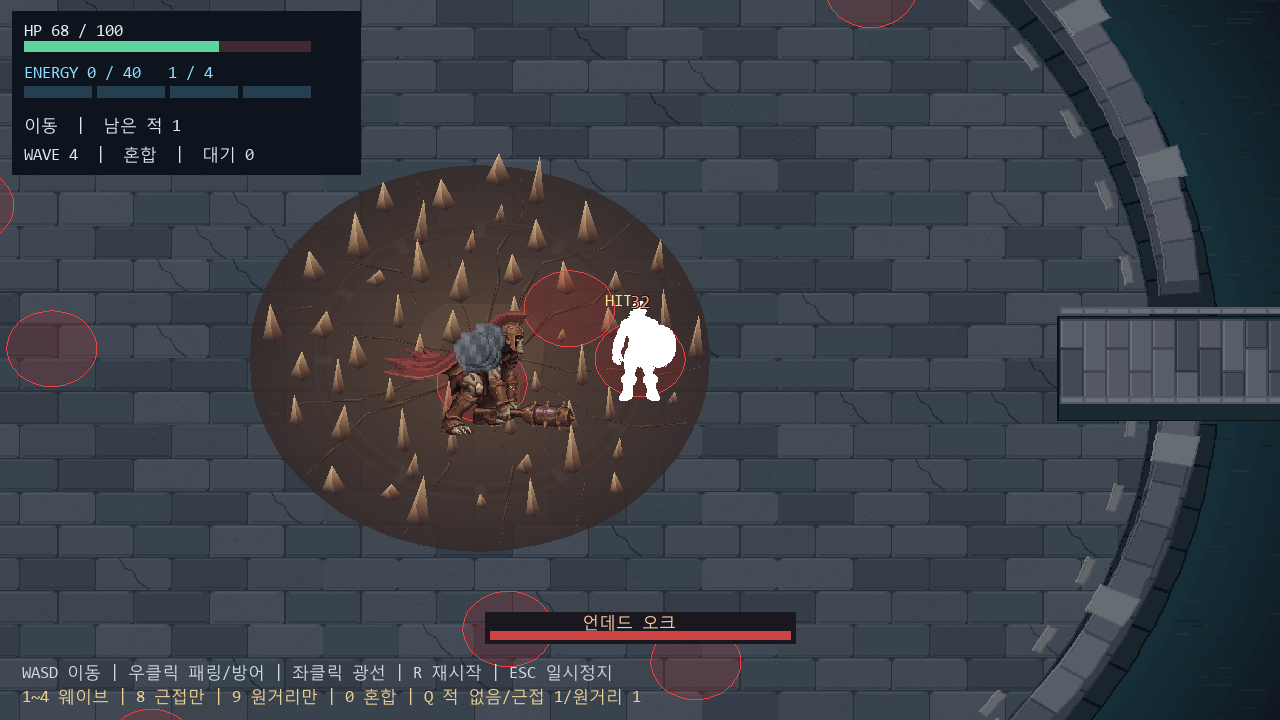 HP 68 / 100
ENERGY 0 / 40   1 / 4
이동 | 남은 적 1
WAVE 4 | 혼합 | 대기 0
HIT
32
언데드 오크
WASD 이동 | 우클릭 패링/방어 | 좌클릭 광선 | R 재시작 | ESC 일시정지
1~4 웨이브 | 8 근접만 | 9 원거리만 | 0 혼합 | Q 적 없음/근접 1/원거리 1